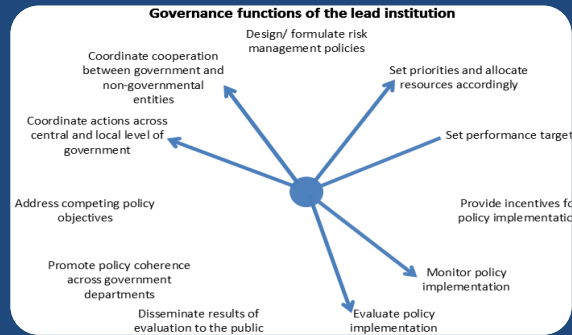 Governance functions of the lead institution
Design/ formulate risk
management policies
Coordinate cooperation
between government and
non-governmental
entities
Set priorities and allocate
resources accordingly
Coordinate actions across
central and local level of
government
Set performance target
Address competing policy
objectives
Provide incentives fo
policy implementatio
Promote policy coherence
across government
departments
Monitor policy
implementation
Disseminate results of
evaluation to the public
Evaluate policy
implementation